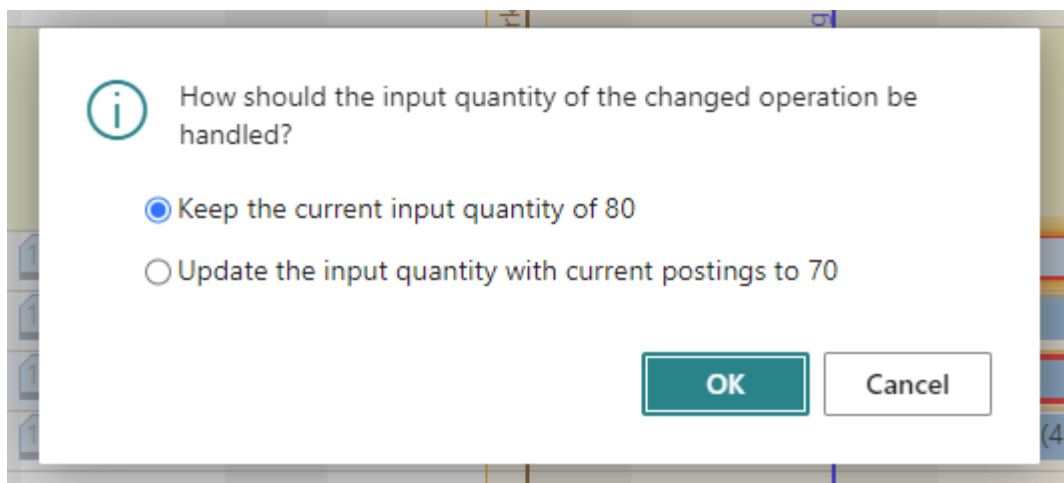 How should the input quantity of the changed operation be
handled?
Keep the current input quantity of 80
Update the input quantity with current postings to 70
OK
Cancel
(4